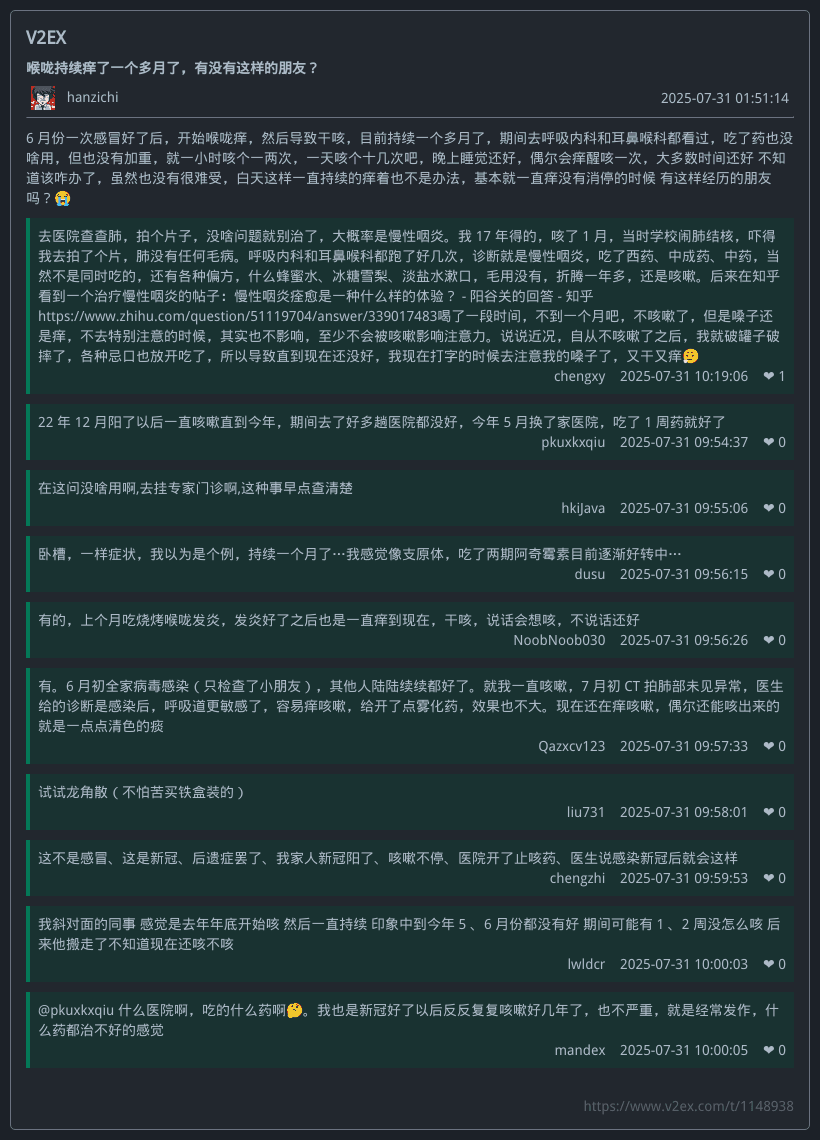 V2EX
喉咙持续痒了一个多月了，有没有这样的朋友？
hanzichi 2025-07-31 01:51:14
6 月份一次感冒好了后，开始喉咙痒，然后导致干咳，目前持续一个多月了，期间去呼吸内科和耳鼻喉科都看过，吃了药也没
啥用，但也没有加重，就一小时咳个一两次，一天咳个十几次吧，晚上睡觉还好，偶尔会痒醒咳一次，大多数时间还好 不知
道该咋办了，虽然也没有很难受，白天这样一直持续的痒着也不是办法，基本就一直痒没有消停的时候 有这样经历的朋友
吗？😭
去医院查查肺，拍个片子，没啥问题就别治了，大概率是慢性咽炎。我 17 年得的，咳了 1 月，当时学校闹肺结核，吓得
我去拍了个片，肺没有任何毛病。呼吸内科和耳鼻喉科都跑了好几次，诊断就是慢性咽炎，吃了西药、中成药、中药，当
然不是同时吃的，还有各种偏方，什么蜂蜜水、冰糖雪梨、淡盐水漱口，毛用没有，折腾一年多，还是咳嗽。后来在知乎
看到一个治疗慢性咽炎的帖子：慢性咽炎痊愈是一种什么样的体验？ - 阳谷关的回答 - 知乎
https://www.zhihu.com/question/51119704/answer/339017483喝了一段时间，不到一个月吧，不咳嗽了，但是嗓子还
是痒，不去特别注意的时候，其实也不影响，至少不会被咳嗽影响注意力。说说近况，自从不咳嗽了之后，我就破罐子破
摔了，各种忌口也放开吃了，所以导致直到现在还没好，我现在打字的时候去注意我的嗓子了，又干又痒🫠
chengxy 2025-07-31 10:19:06 ❤ 1
22 年 12 月阳了以后一直咳嗽直到今年，期间去了好多趟医院都没好，今年 5 月换了家医院，吃了 1 周药就好了
pkuxkxqiu 2025-07-31 09:54:37 ❤ 0
在这问没啥用啊,去挂专家门诊啊,这种事早点查清楚
hkiJava 2025-07-31 09:55:06 ❤ 0
卧槽，一样症状，我以为是个例，持续一个月了…我感觉像支原体，吃了两期阿奇霉素目前逐渐好转中…
dusu 2025-07-31 09:56:15 ❤ 0
有的，上个月吃烧烤喉咙发炎，发炎好了之后也是一直痒到现在，干咳，说话会想咳，不说话还好
NoobNoob030 2025-07-31 09:56:26 ❤ 0
有。6 月初全家病毒感染（只检查了小朋友），其他人陆陆续续都好了。就我一直咳嗽，7 月初 CT 拍肺部未见异常，医生
给的诊断是感染后，呼吸道更敏感了，容易痒咳嗽，给开了点雾化药，效果也不大。现在还在痒咳嗽，偶尔还能咳出来的
就是一点点清色的痰
Qazxcv123 2025-07-31 09:57:33 ❤ 0
试试龙角散（不怕苦买铁盒装的）
liu731 2025-07-31 09:58:01 ❤ 0
这不是感冒、这是新冠、后遗症罢了、我家人新冠阳了、咳嗽不停、医院开了止咳药、医生说感染新冠后就会这样
chengzhi 2025-07-31 09:59:53 ❤ 0
我斜对面的同事 感觉是去年年底开始咳 然后一直持续 印象中到今年 5 、6 月份都没有好 期间可能有 1 、2 周没怎么咳 后
来他搬走了不知道现在还咳不咳
lwldcr 2025-07-31 10:00:03 ❤ 0
@pkuxkxqiu 什么医院啊，吃的什么药啊🤔。我也是新冠好了以后反反复复咳嗽好几年了，也不严重，就是经常发作，什
么药都治不好的感觉
mandex 2025-07-31 10:00:05 ❤ 0
https://www.v2ex.com/t/1148938